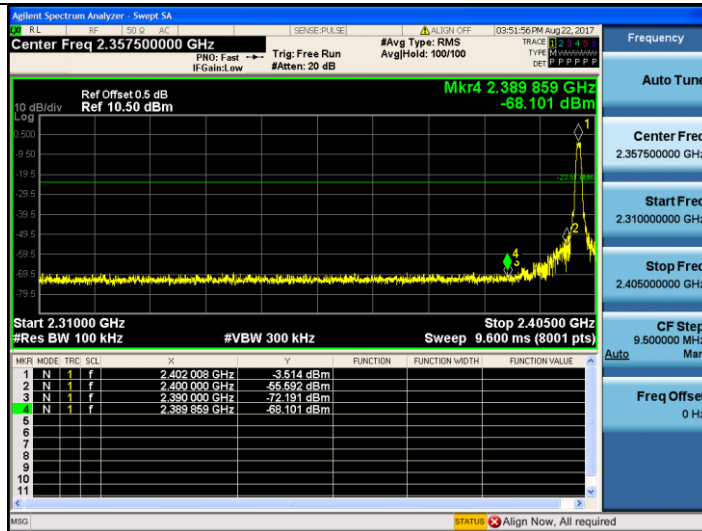 Agilent Spectrum Analyzer - Swept SA
RL RF 50 Ω AC SENSE:PULSE ALIGN OFF 03:51:56 PM Aug 22, 2017
Center Freq 2.357500000 GHz
PNO: Fast
IFGain:Low
Trig: Free Run
#Atten: 20 dB
#Avg Type: RMS
Avg|Hold: 100/100
TRACE 1 2 3 4 5 6
TYPE M
DET P P P P P P
Mkr4 2.389 859 GHz
-68.101 dBm
Ref Offset 0.5 dB
10 dB/div Ref 10.50 dBm
Log
0.500
-9.50
-19.5
-29.5
-39.5
-49.5
-59.5
-69.5
-79.5
1
2
4
3
Start 2.31000 GHz Stop 2.40500 GHz
#Res BW 100 kHz #VBW 300 kHz Sweep 9.600 ms (8001 pts)
MKR MODE TRC SCL X Y FUNCTION FUNCTION WIDTH FUNCTION VALUE
1 N 1 f 2.402 008 GHz -3.514 dBm
2 N 1 f 2.400 000 GHz -55.592 dBm
3 N 1 f 2.390 000 GHz -72.191 dBm
4 N 1 f 2.389 859 GHz -68.101 dBm
5
6
7
8
9
10
11
MSG STATUS Align Now, All required
Frequency
Auto Tune
Center Freq
2.357500000 GHz
Start Freq
2.310000000 GHz
Stop Freq
2.405000000 GHz
CF Step
9.500000 MHz
Auto Man
Freq Offset
0 Hz